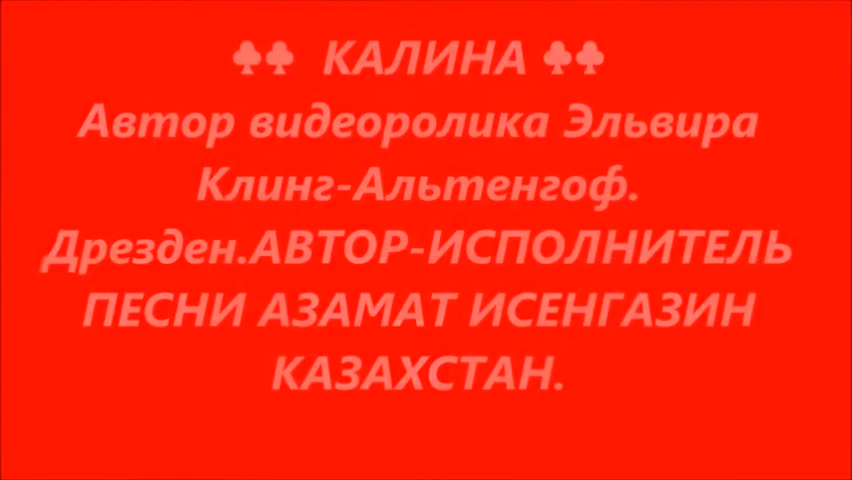 ♣♣ КАЛИНА ♣♣
Автор видеоролика Эльвира
Клинг-Альтенгоф.
Дрезден.АВТОР-ИСПОЛНИТЕЛЬ
ПЕСНИ АЗАМАТ ИСЕНГАЗИН
КАЗАХСТАН.